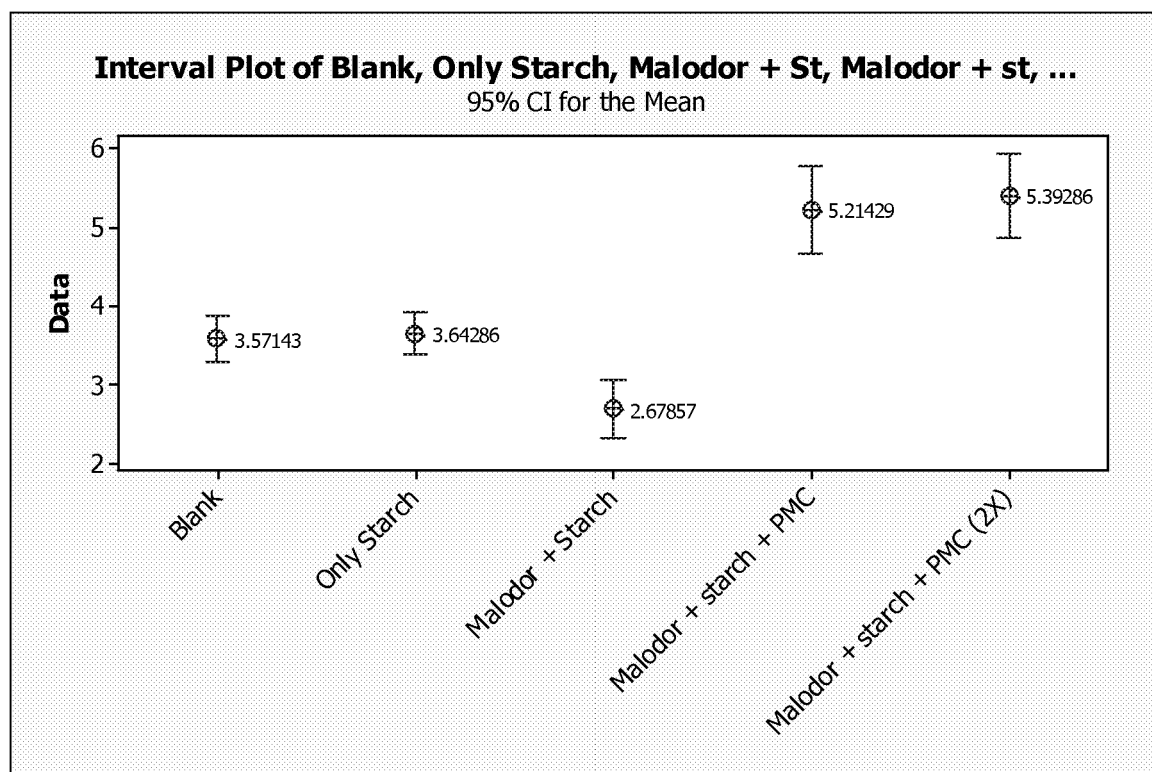 Interval Plot of Blank, Only Starch, Malodor + St, Malodor + st, ...
95% CI for the Mean
Data
6
5
4
3
2
3.57143
3.64286
2.67857
5.21429
5.39286
Blank
Only Starch
Malodor + Starch
Malodor + starch + PMC
Malodor + starch + PMC (2X)